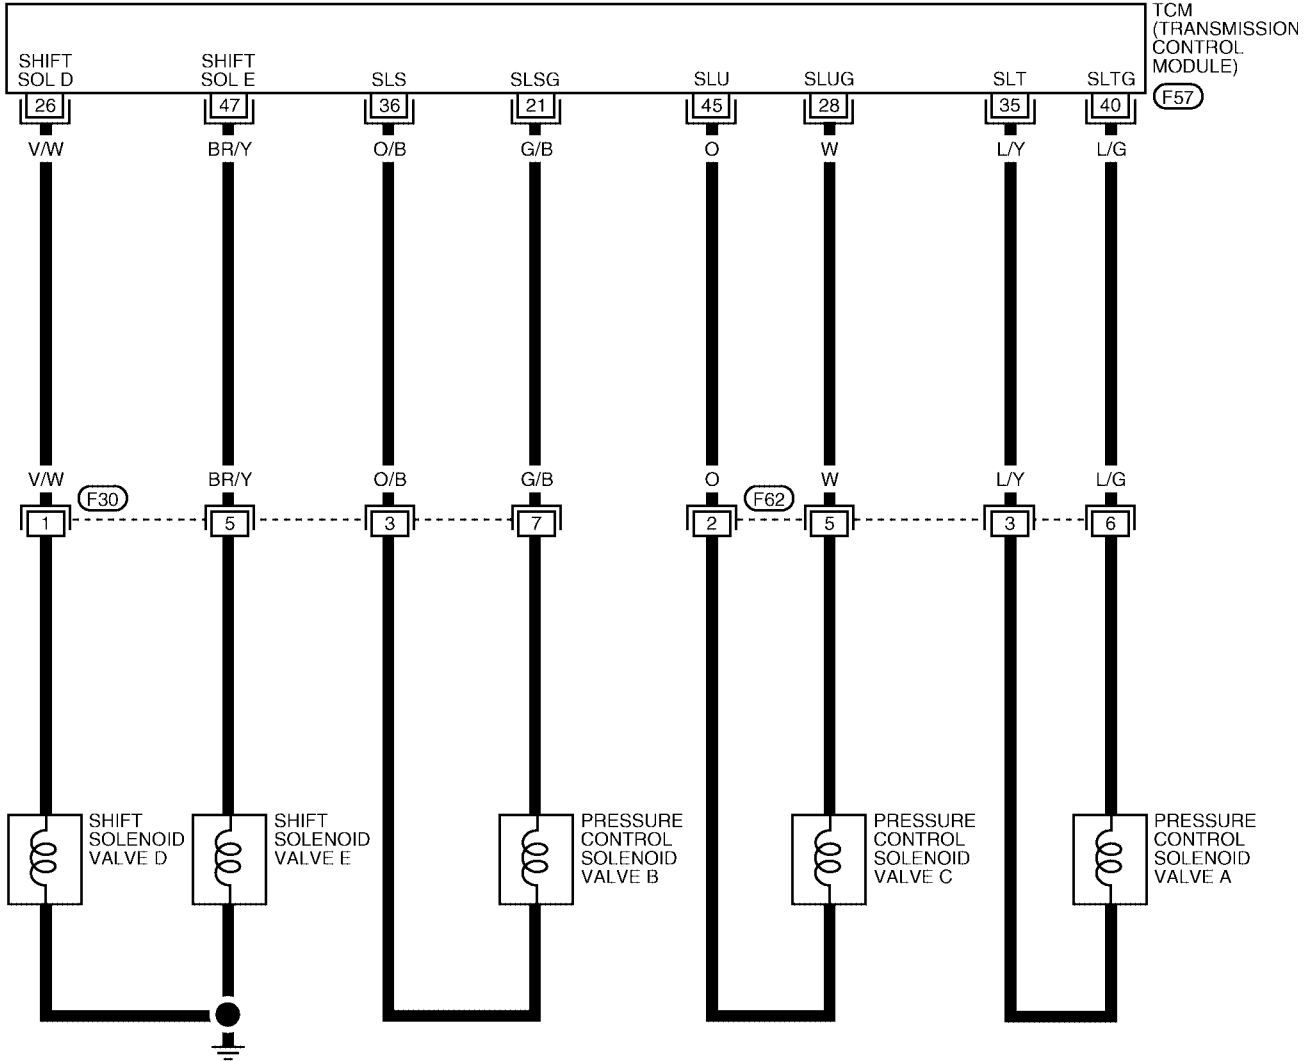 TCM
(TRANSMISSION
CONTROL
MODULE)
F57
SHIFT
SOL D
SHIFT
SOL E
SLS
SLSG
SLU
SLUG
SLT
SLTG
26
47
36
21
45
28
35
40
V/W
BR/Y
O/B
G/B
O
W
L/Y
L/G
V/W
BR/Y
O/B
G/B
O
W
L/Y
L/G
F30
F62
1
5
3
7
2
5
3
6
SHIFT
SOLENOID
VALVE D
SHIFT
SOLENOID
VALVE E
PRESSURE
CONTROL
SOLENOID
VALVE B
PRESSURE
CONTROL
SOLENOID
VALVE C
PRESSURE
CONTROL
SOLENOID
VALVE A